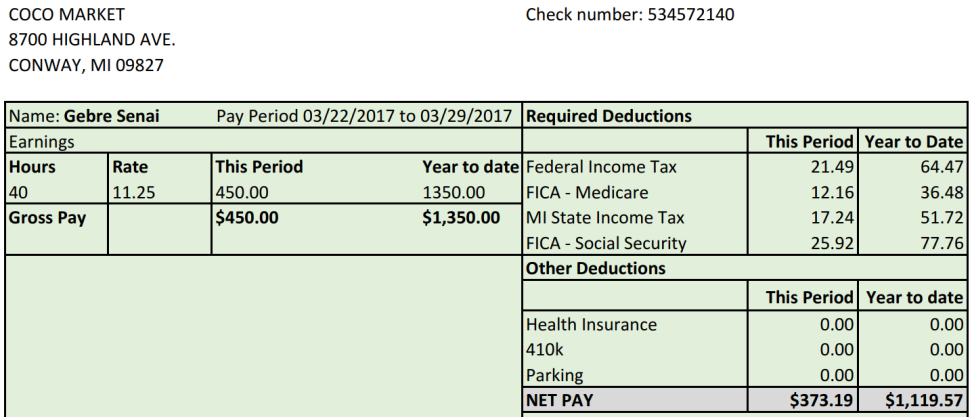 COCO MARKET Check number: 534572140
8700 HIGHLAND AVE.
CONWAY, MI 09827
Name: Gebre Senai Pay Period 03/22/2017 to 03/29/2017 Required Deductions
Earnings This Period Year to Date
Hours Rate This Period Year to date Federal Income Tax 21.49 64.47
40 11.25 450.00 1350.00 FICA - Medicare 12.16 36.48
Gross Pay $450.00 $1,350.00 MI State Income Tax 17.24 51.72
FICA - Social Security 25.92 77.76
Other Deductions
This Period Year to date
Health Insurance 0.00 0.00
410k 0.00 0.00
Parking 0.00 0.00
NET PAY $373.19 $1,119.57